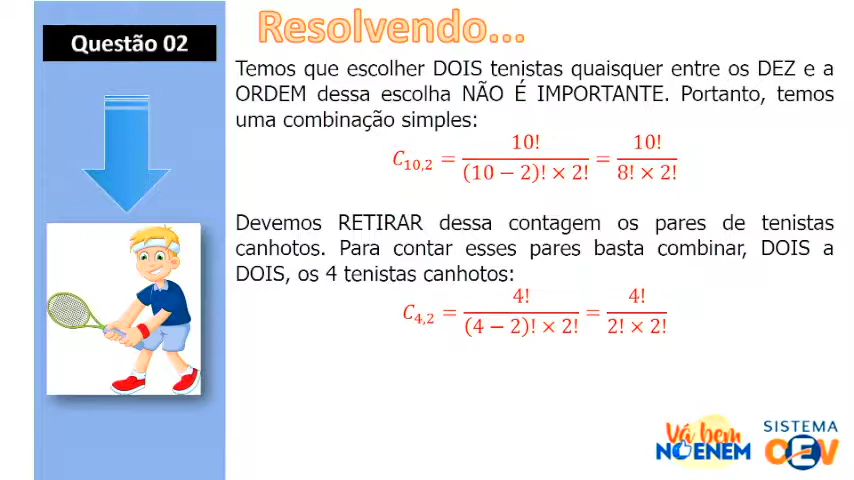 Questão 02
Resolvendo...
Temos que escolher DOIS tenistas quaisquer entre os DEZ e a
ORDEM dessa escolha NÃO É IMPORTANTE. Portanto, temos
uma combinação simples:
C₁₀,₂ = 10! / (10 − 2)! × 2! = 10! / 8! × 2!
Devemos RETIRAR dessa contagem os pares de tenistas
canhotos. Para contar esses pares basta combinar, DOIS a
DOIS, os 4 tenistas canhotos:
C₄,₂ = 4! / (4 − 2)! × 2! = 4! / 2! × 2!
Vá bem
NO ENEM
SISTEMA
CEV